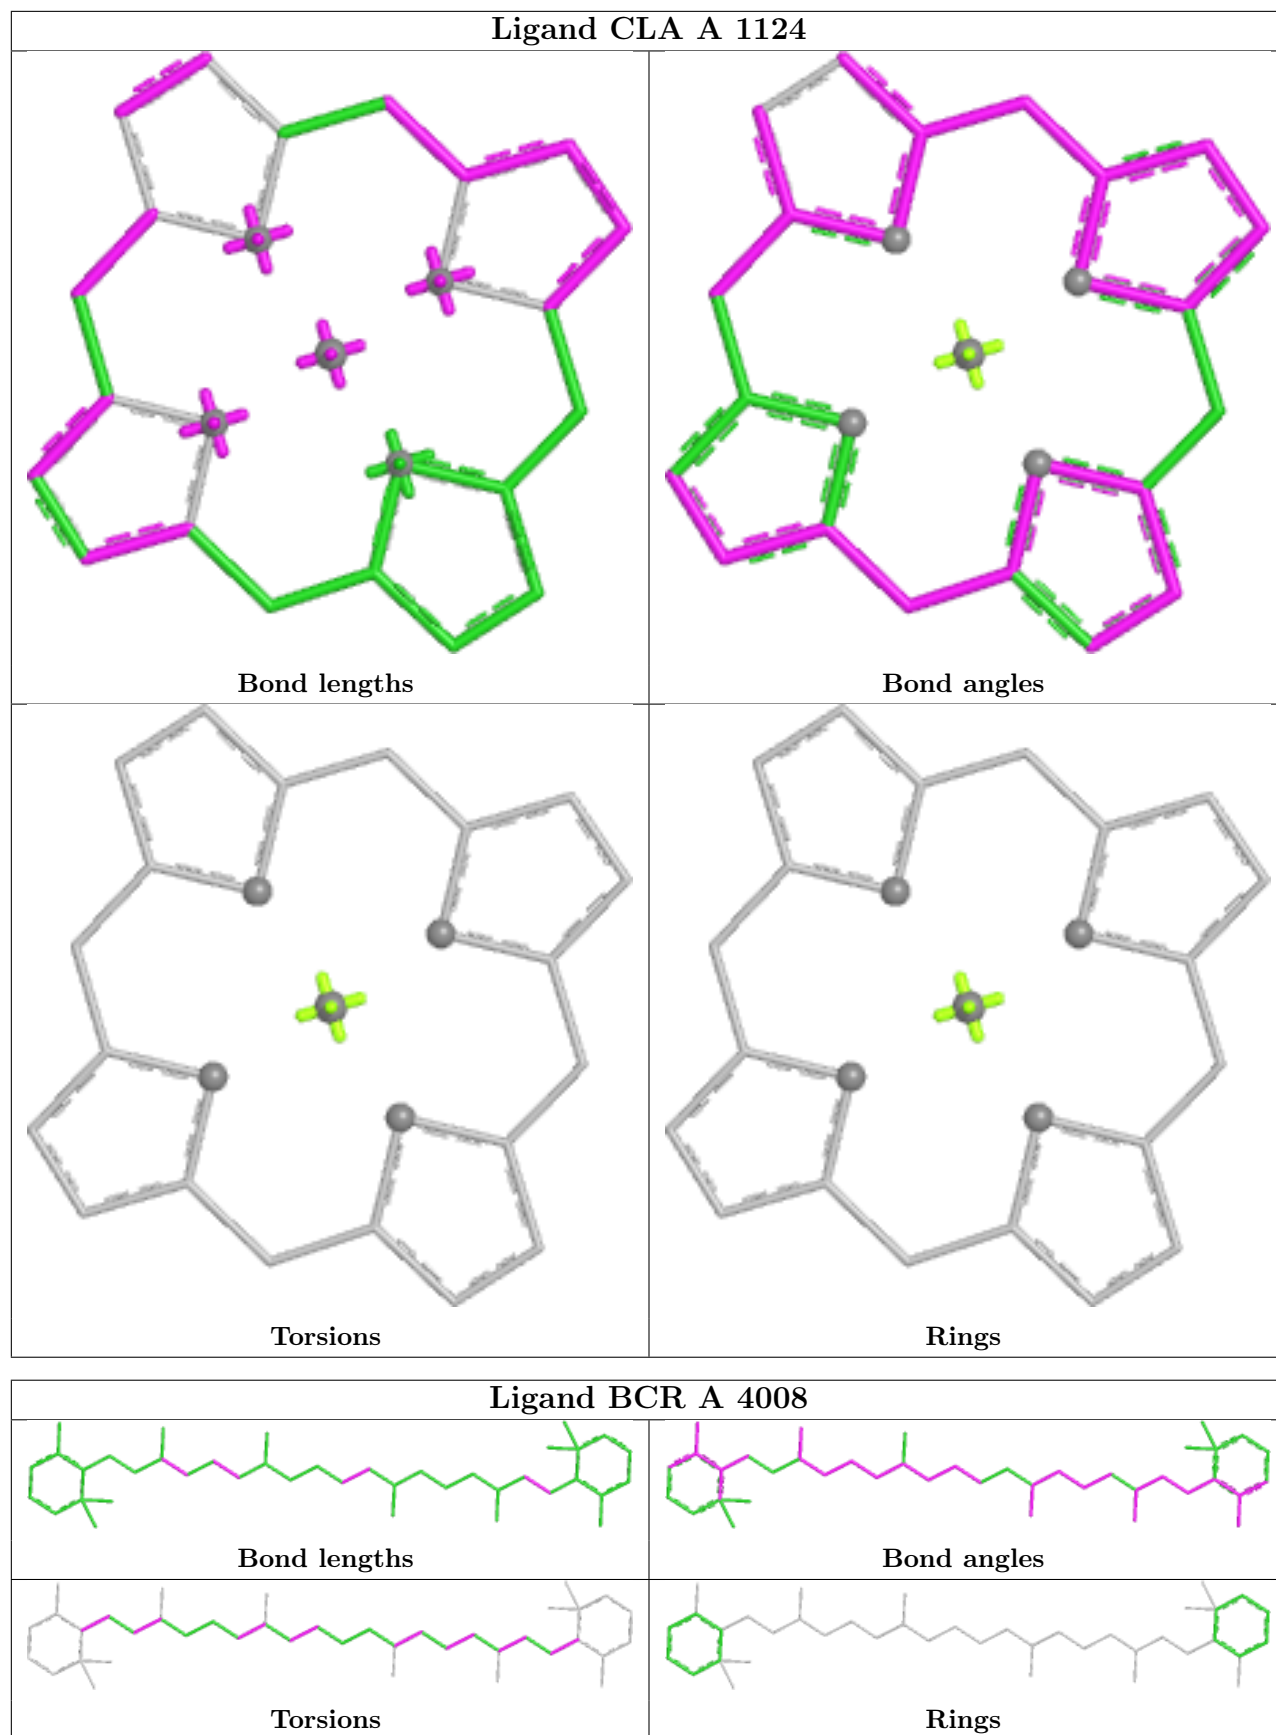 Ligand CLA A 1124
Bond lengths
Bond angles
Torsions
Rings
Ligand BCR A 4008
Bond lengths
Bond angles
Torsions
Rings